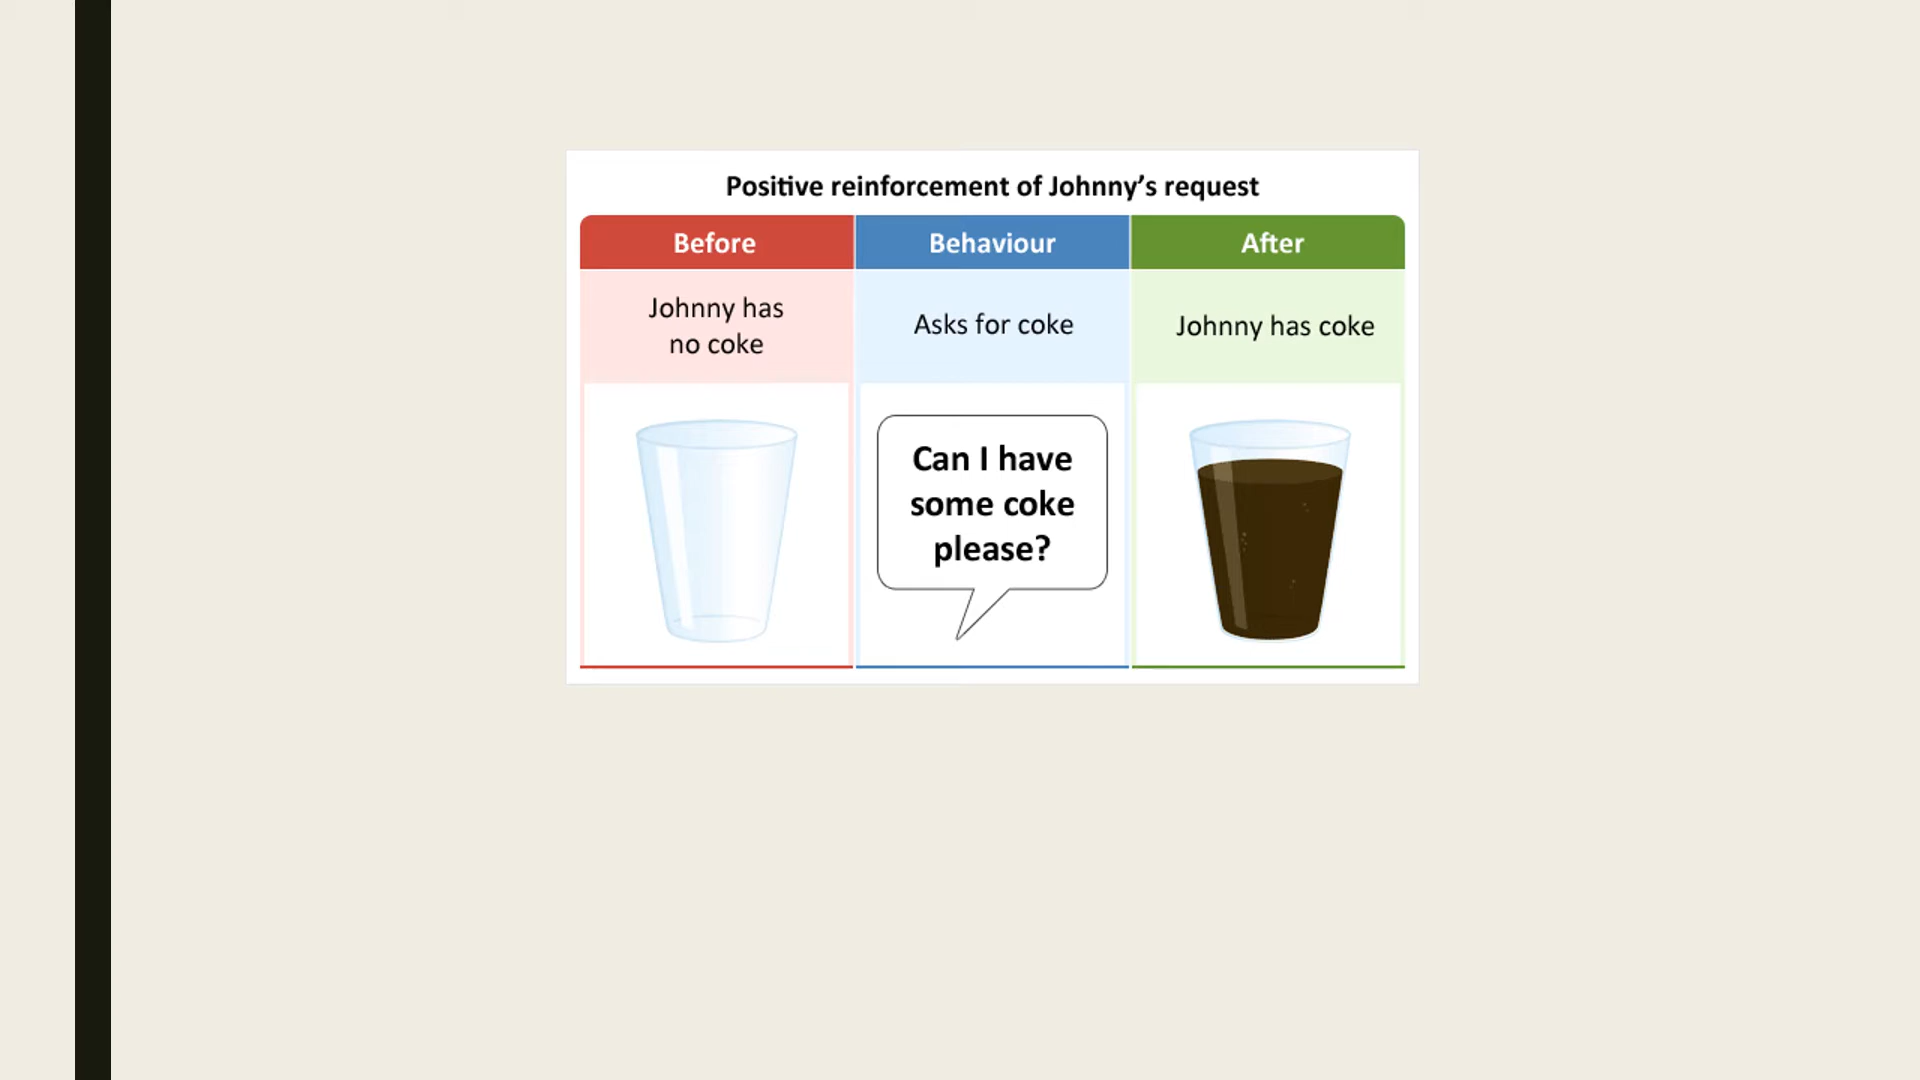 Positive reinforcement of Johnny’s request
Before
Behaviour
After
Johnny has
no coke
Asks for coke
Johnny has coke
Can I have
some coke
please?